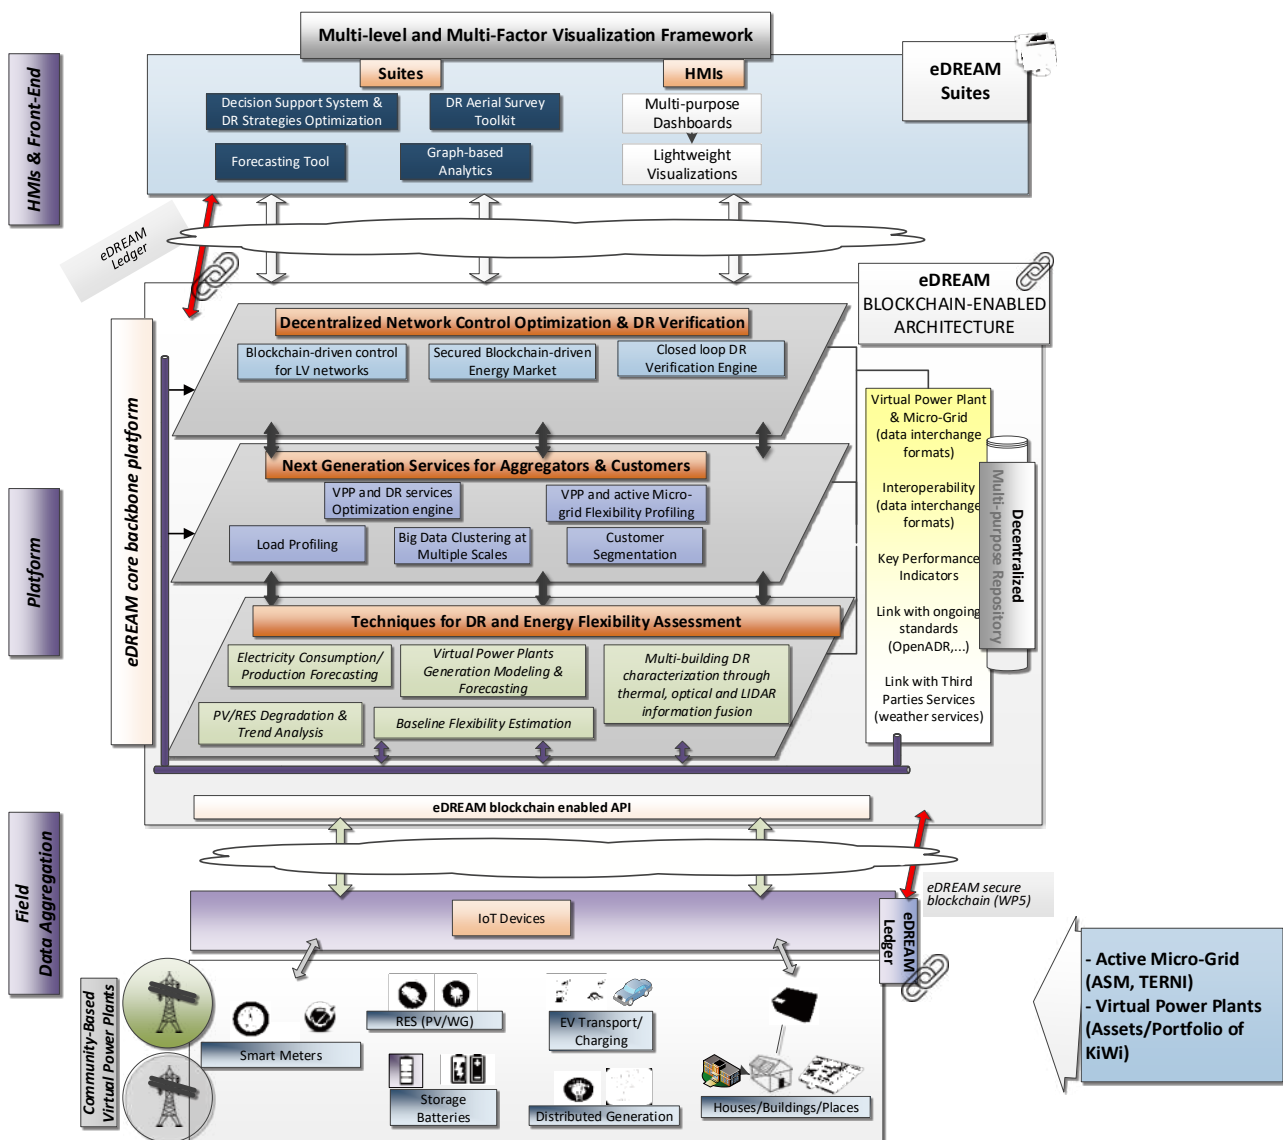 Multi-level and Multi-Factor Visualization Framework
HMIs & Front-End
Suites
HMIs
eDREAM
Suites
Decision Support System &
DR Strategies Optimization
DR Aerial Survey
Toolkit
Multi-purpose
Dashboards
Forecasting Tool
Graph-based
Analytics
Lightweight
Visualizations
eDREAM
Ledger
eDREAM
BLOCKCHAIN-ENABLED
ARCHITECTURE
Platform
eDREAM core backbone platform
Decentralized Network Control Optimization & DR Verification
Blockchain-driven control
for LV networks
Secured Blockchain-driven
Energy Market
Closed loop DR
Verification Engine
Next Generation Services for Aggregators & Customers
VPP and DR services
Optimization engine
VPP and active Micro-
grid Flexibility Profiling
Load Profiling
Big Data Clustering at
Multiple Scales
Customer
Segmentation
Techniques for DR and Energy Flexibility Assessment
Electricity Consumption/
Production Forecasting
Virtual Power Plants
Generation Modeling &
Forecasting
Multi-building DR
characterization through
thermal, optical and LIDAR
information fusion
PV/RES Degradation &
Trend Analysis
Baseline Flexibility Estimation
Virtual Power Plant
& Micro-Grid
(data interchange
formats)
Interoperability
(data interchange
formats)
Key Performance
Indicators
Link with ongoing
standards
(OpenADR,...)
Link with Third
Parties Services
(weather services)
Decentralized
Multi-purpose Repository
eDREAM blockchain enabled API
Field
Data Aggregation
eDREAM secure
blockchain (WP5)
IoT Devices
eDREAM
Ledger
Community-Based
Virtual Power Plants
Smart Meters
RES (PV/WG)
EV Transport/
Charging
Storage
Batteries
Distributed Generation
Houses/Buildings/Places
- Active Micro-Grid
(ASM, TERNI)
- Virtual Power Plants
(Assets/Portfolio of
KiWi)